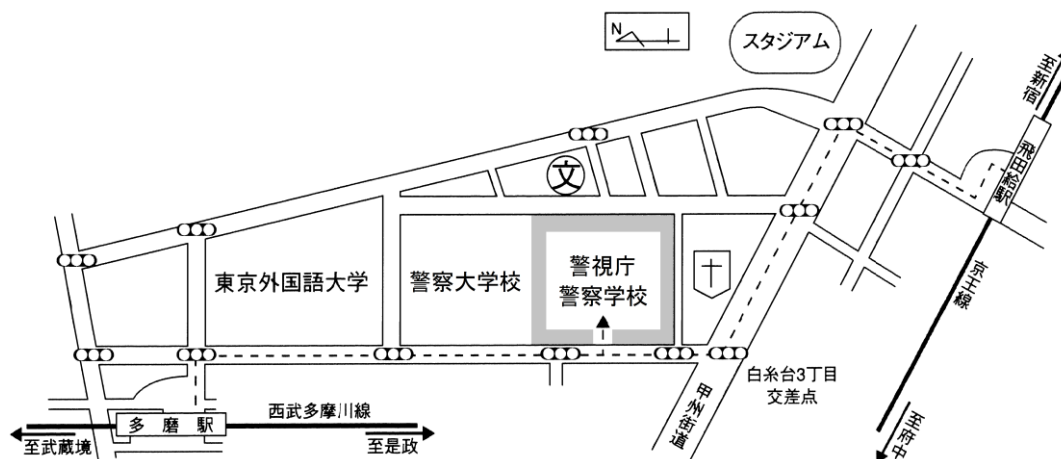 N
スタジアム
至新宿
飛田給駅
文
東京外国語大学
警察大学校
警視庁
警察学校
京王線
白糸台3丁目
交差点
甲州街道
多磨駅
西武多摩川線
至武蔵境
至是政
至府中